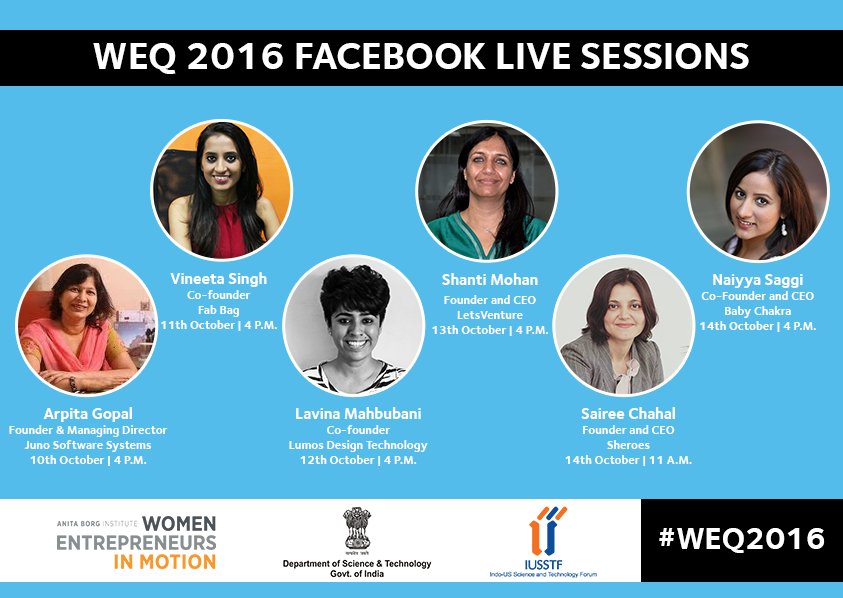 WEQ 2016 FACEBOOK LIVE SESSIONS
Vineeta Singh
Co-founder
Fab Bag
11th October | 4 P.M.
Shanti Mohan
Founder and CEO
LetsVenture
13th October | 4 P.M.
Naiyya Saggi
Co-Founder and CEO
Baby Chakra
14th October | 4 P.M.
Arpita Gopal
Founder & Managing Director
Juno Software Systems
10th October | 4 P.M.
Lavina Mahbubani
Co-founder
Lumos Design Technology
12th October | 4 P.M.
Sairee Chahal
Founder and CEO
Sheroes
14th October | 11 A.M.
ANITA BORG INSTITUTE WOMEN
ENTREPRENEURS
IN MOTION
सत्यमेव जयते
Department of Science & Technology
Govt. of India
IUSSTF
Indo-US Science and Technology Forum
#WEQ2016